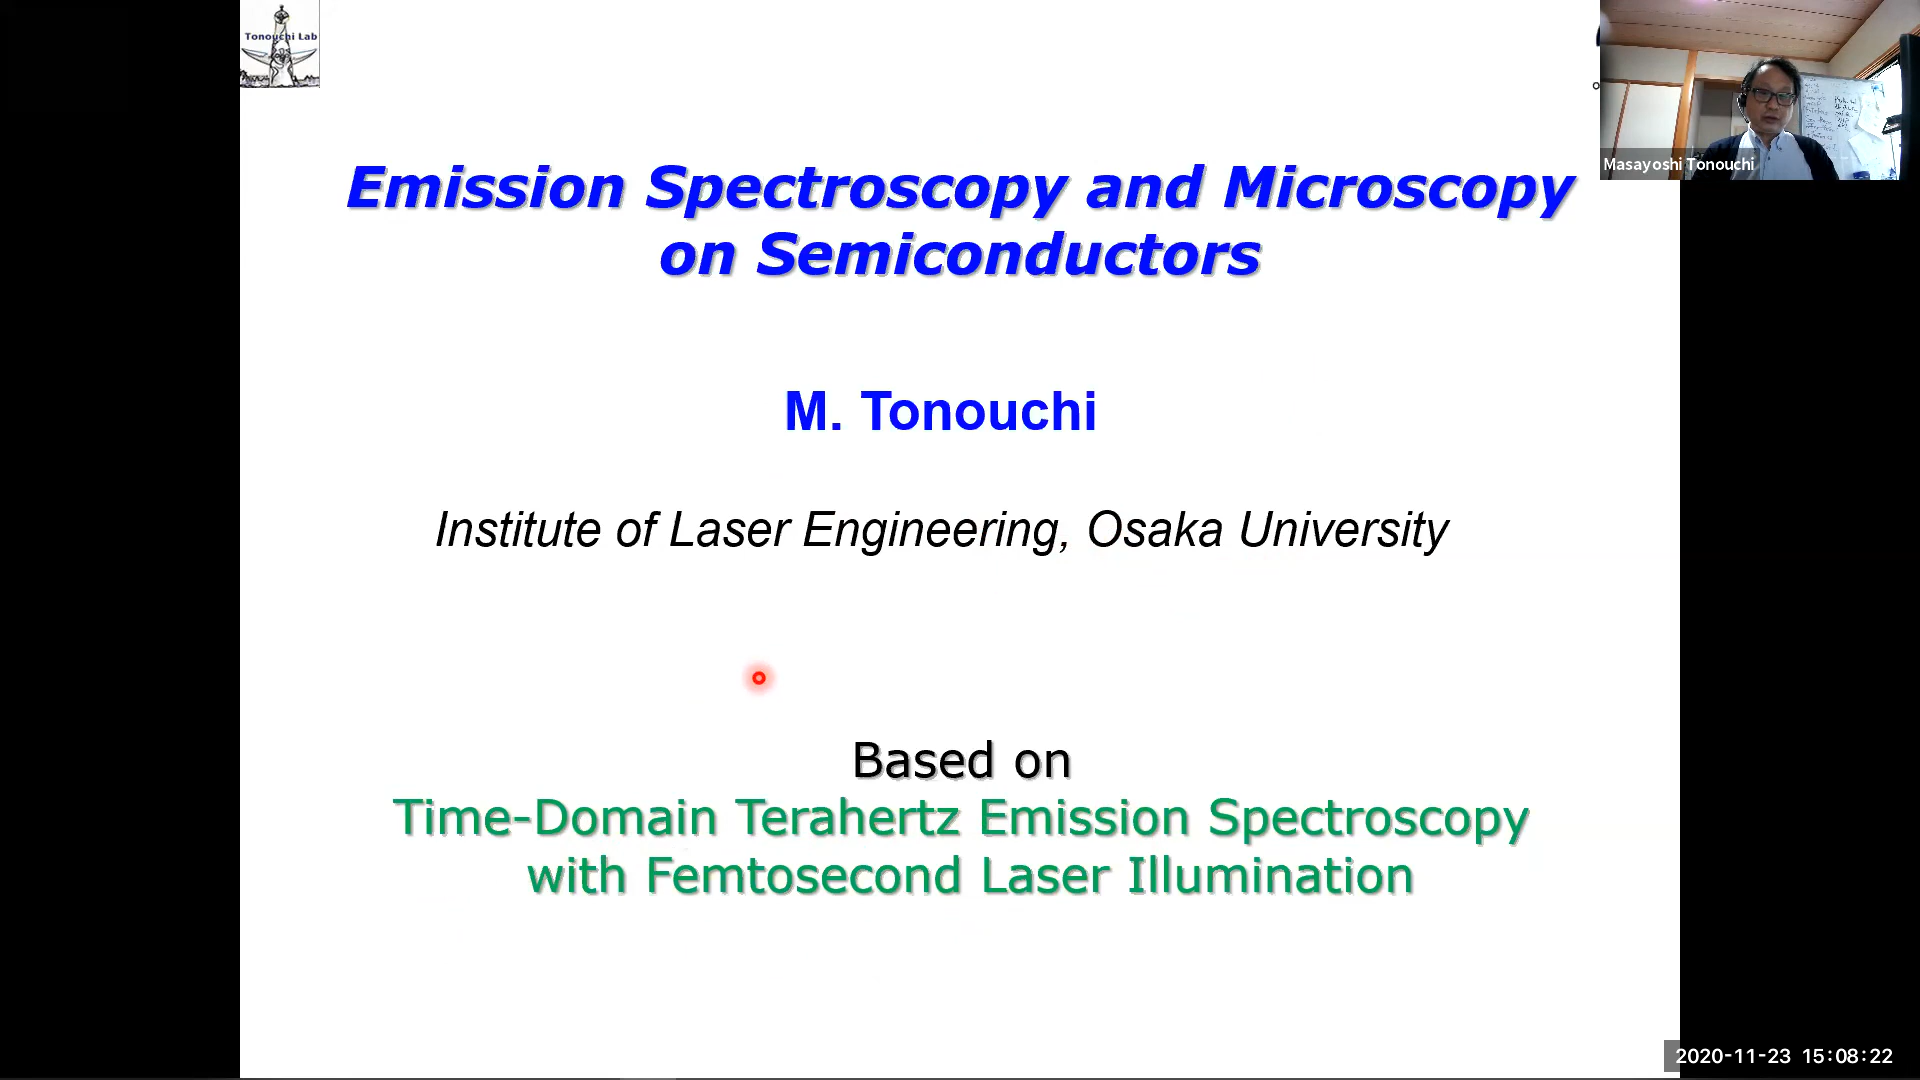 Tonouchi Lab
Emission Spectroscopy and Microscopy
on Semiconductors
M. Tonouchi
Institute of Laser Engineering, Osaka University
Based on
Time-Domain Terahertz Emission Spectroscopy
with Femtosecond Laser Illumination
Masayoshi Tonouchi
2020-11-23 15:08:22